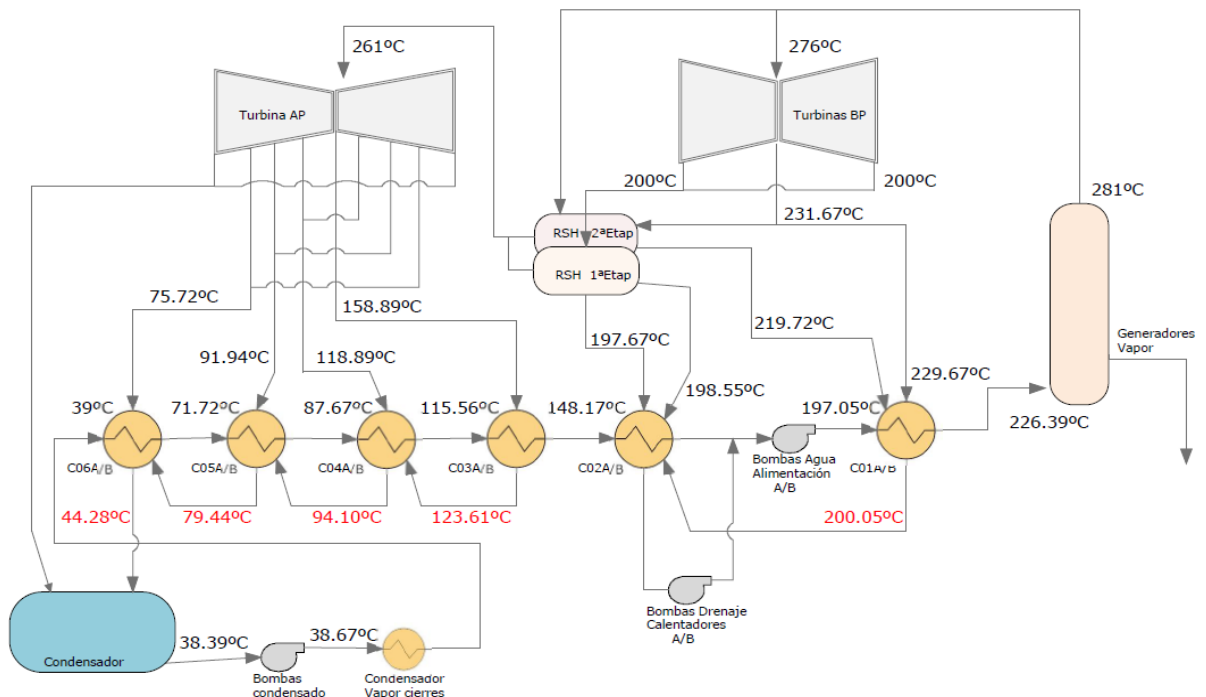 261ºC
276ºC
Turbina AP
Turbinas BP
200ºC
200ºC
281ºC
231.67ºC
RSH 2ªEtap
RSH 1ªEtap
75.72ºC
158.89ºC
219.72ºC
Generadores
Vapor
91.94ºC
118.89ºC
197.67ºC
229.67ºC
198.55ºC
39ºC
71.72ºC
87.67ºC
115.56ºC
148.17ºC
197.05ºC
226.39ºC
C06A/B
C05A/B
C04A/B
C03A/B
C02A/B
Bombas Agua
Alimentación
A/B
C01A/B
44.28ºC
79.44ºC
94.10ºC
123.61ºC
200.05ºC
Bombas Drenaje
Calentadores
A/B
38.39ºC
38.67ºC
Condensador
Bombas
condensado
Condensador
Vapor cierres